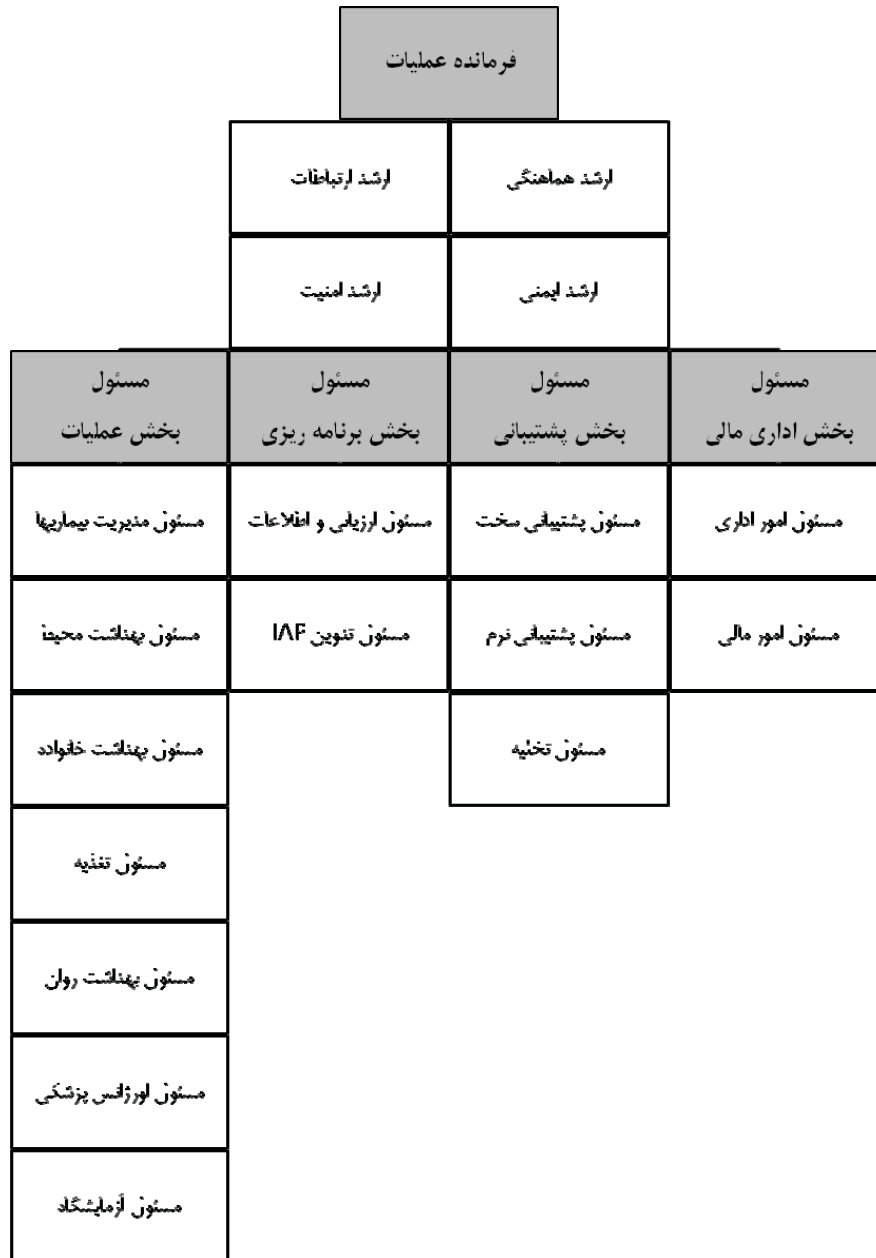 فرمانده عملیات
ارشد هماهنگی
ارشد ارتباطات
ارشد ایمنی
ارشد امنیت
مسئول
بخش اداری مالی
مسئول
بخش پشتیبانی
مسئول
بخش برنامه ریزی
مسئول
بخش عملیات
مسئول امور اداری
مسئول پشتیبانی سخت
مسئول ارزیابی و اطلاعات
مسئول مدیریت بیماریها
مسئول امور مالی
مسئول پشتیبانی نرم
مسئول تدوین IAP
مسئول بهداشت محیط
مسئول تخلیه
مسئول بهداشت خانواده
مسئول تغذیه
مسئول بهداشت روان
مسئول اورژانس پزشکی
مسئول آزمایشگاه